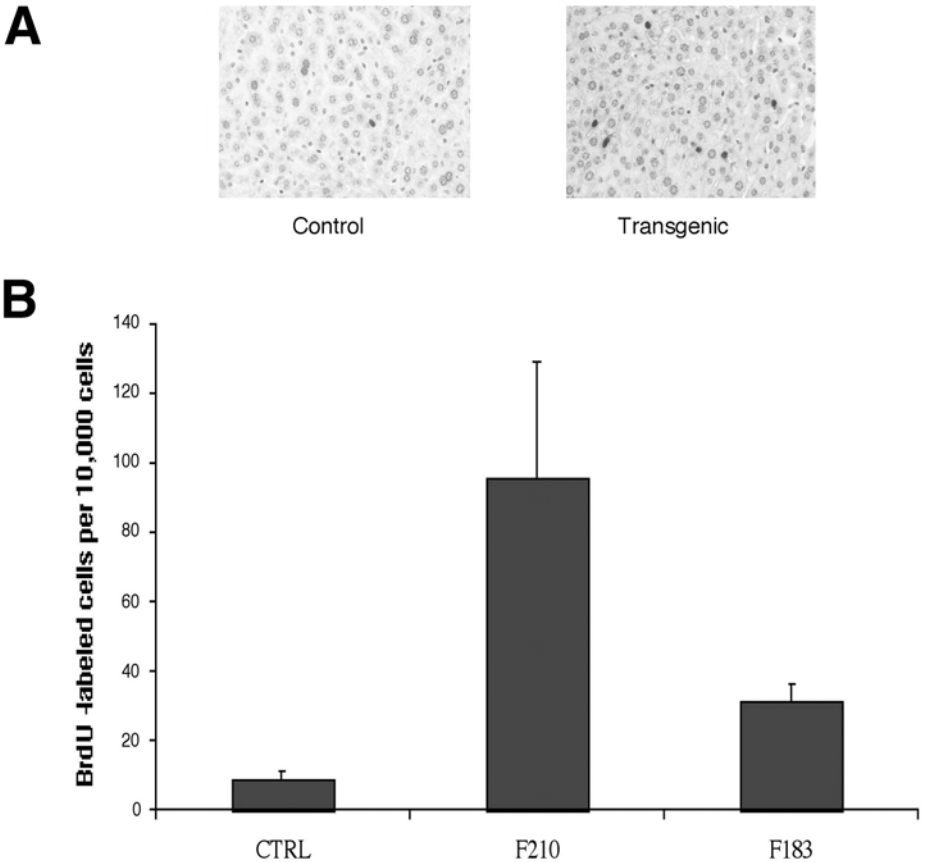 A
Control
Transgenic
B
BrdU -labeled cells per 10,000 cells
140
120
100
80
60
40
20
0
CTRL
F210
F183